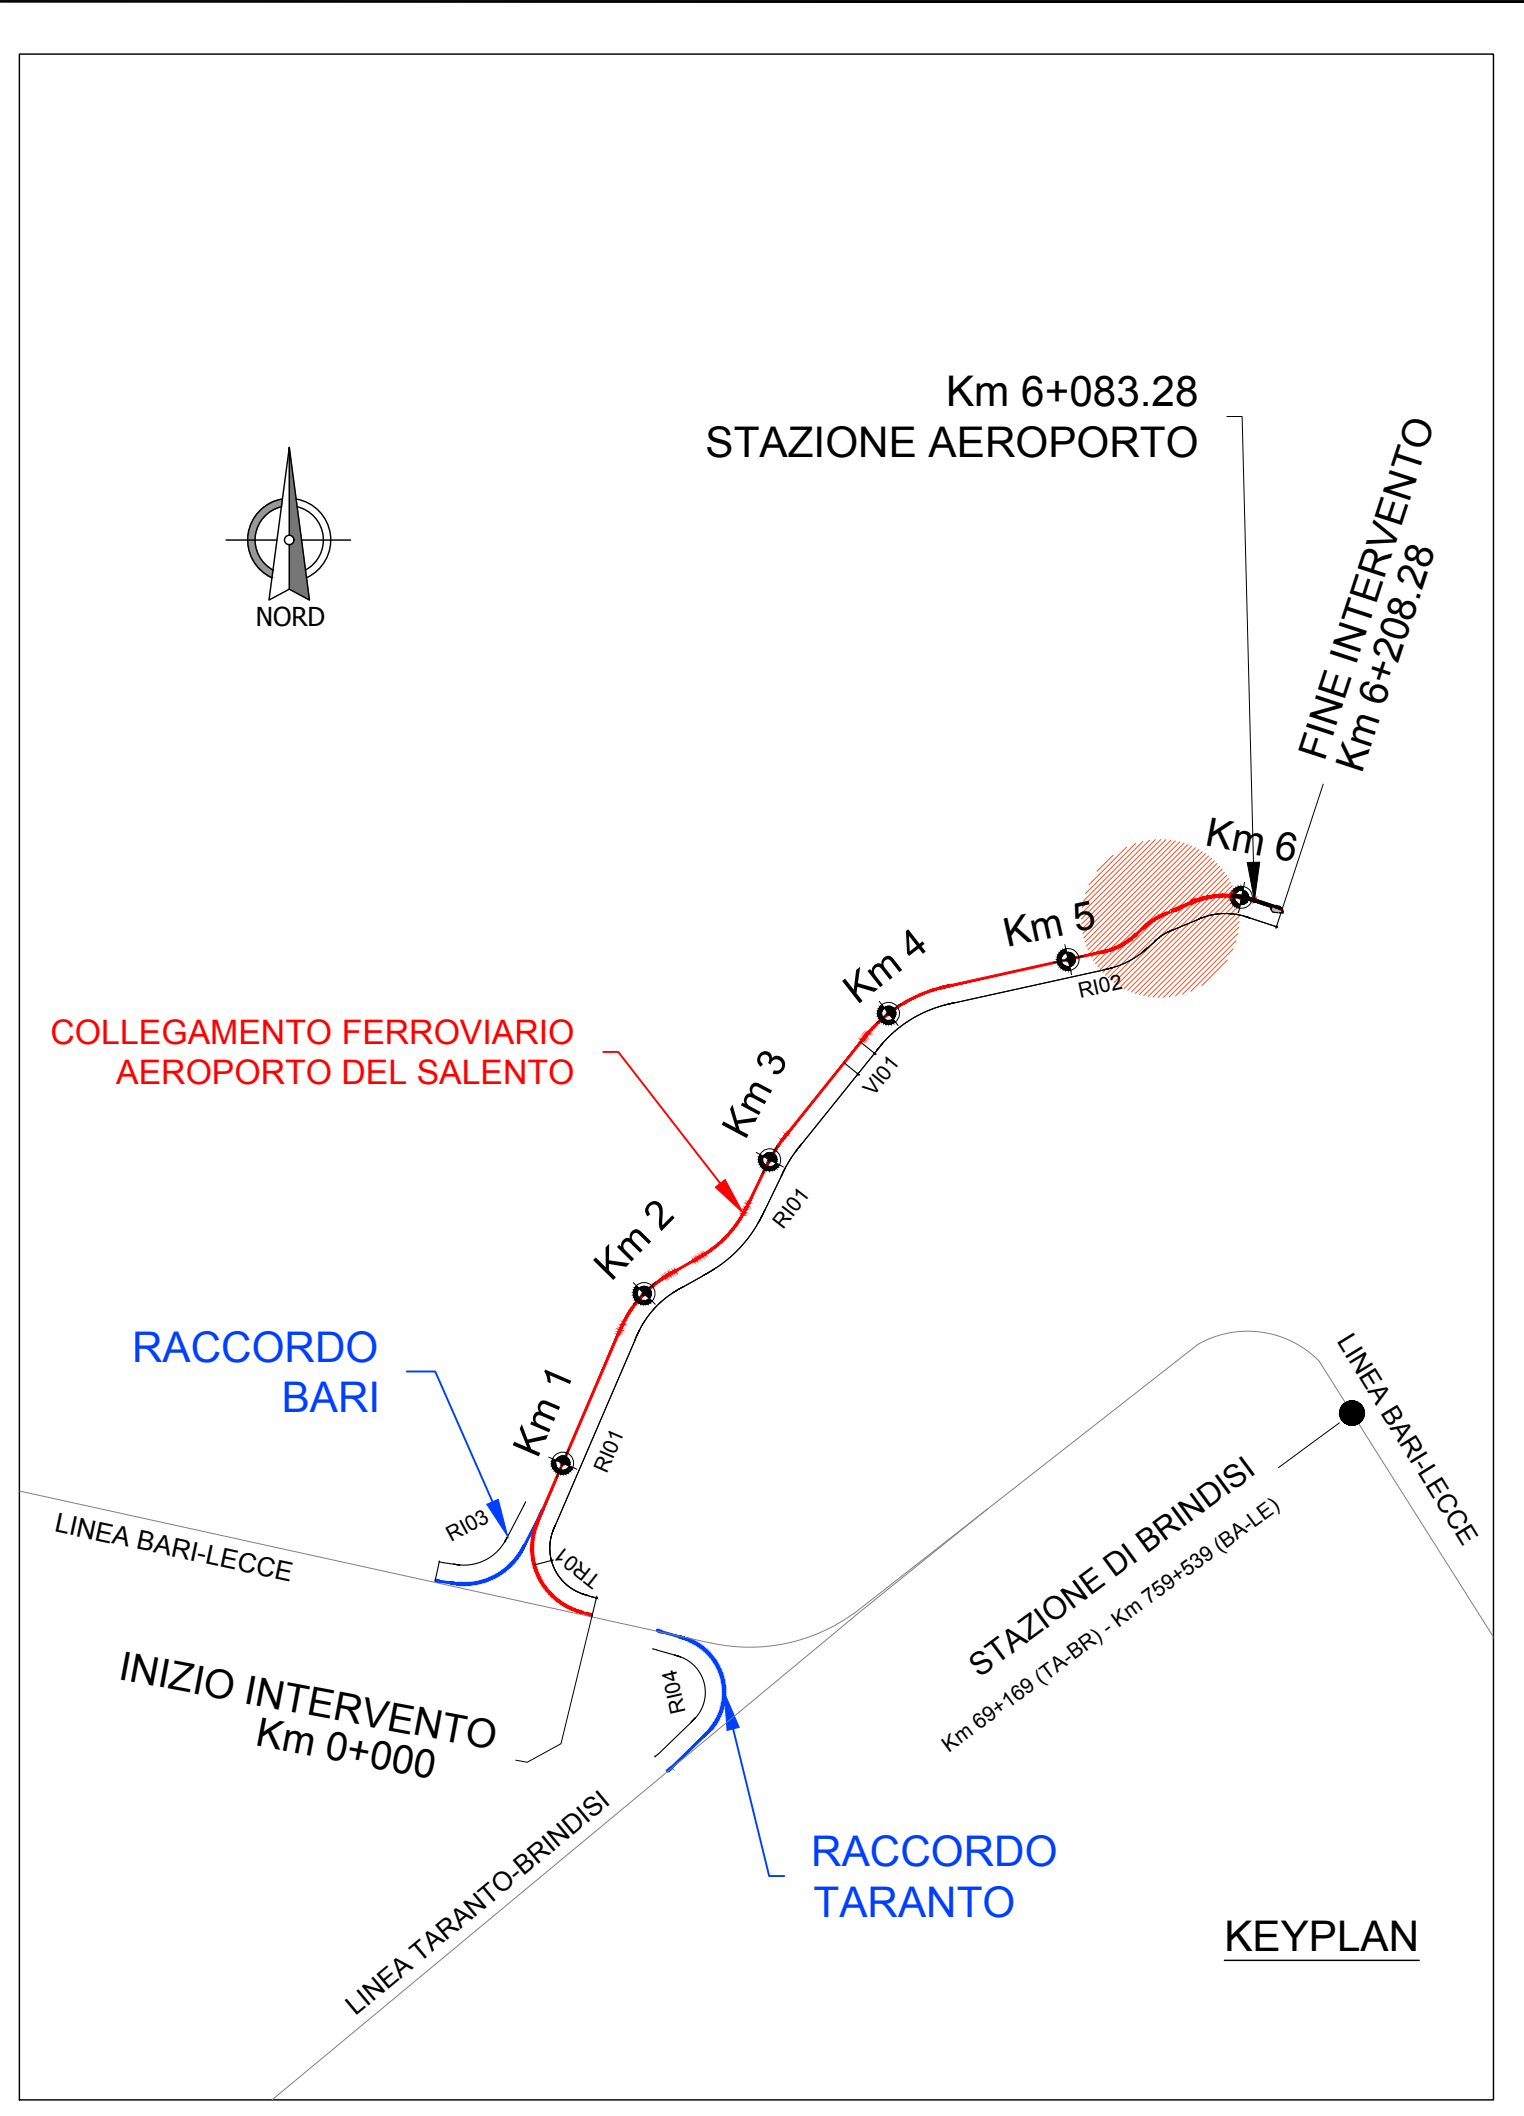 Km 6+083.28
STAZIONE AEROPORTO
FINE INTERVENTO
Km 6+208.28
NORD
Km 6
Km 5
RI02
Km 4
VI01
COLLEGAMENTO FERROVIARIO
AEROPORTO DEL SALENTO
Km 3
RI01
Km 2
RACCORDO
BARI
Km 1
RI01
LINEA BARI-LECCE
RI03
TR01
LINEA BARI-LECCE
STAZIONE DI BRINDISI
Km 69+169 (TA-BR) - Km 759+539 (BA-LE)
INIZIO INTERVENTO
Km 0+000
RI04
LINEA TARANTO-BRINDISI
RACCORDO
TARANTO
KEYPLAN